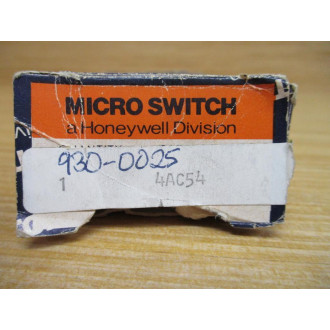 MICRO SWITCH
a Honeywell Division
930-0025
1 4AC54